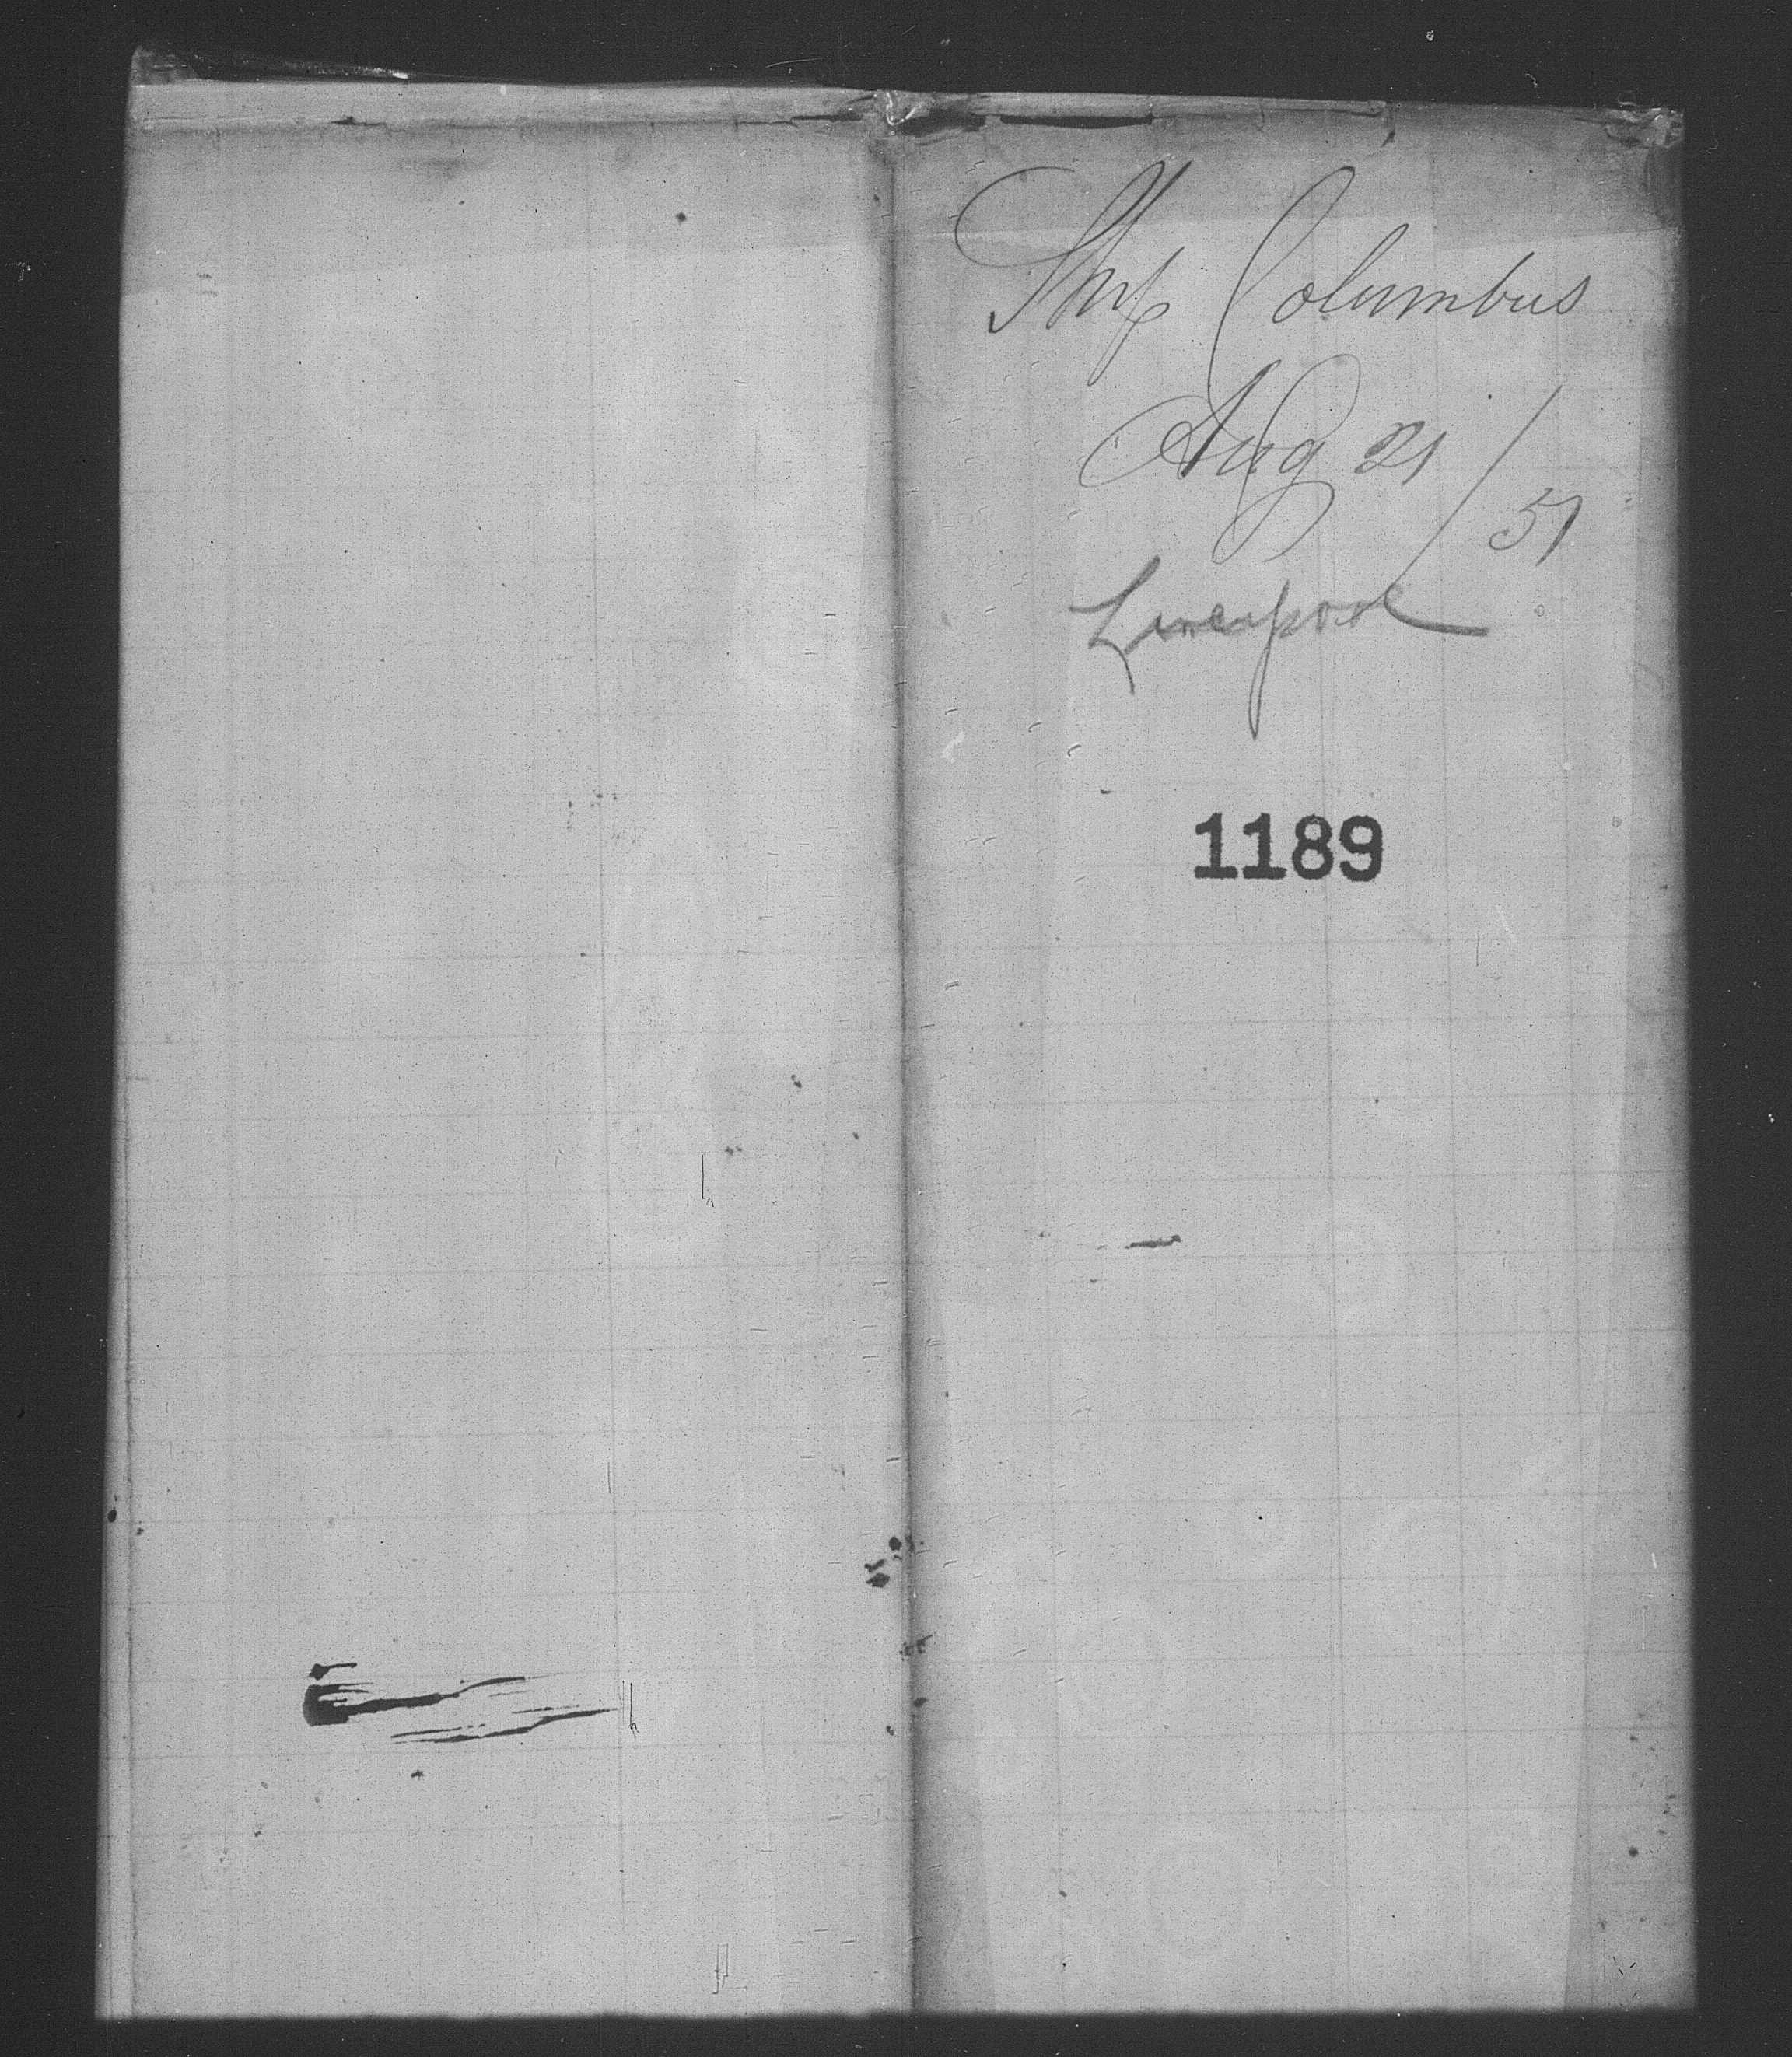 Ship Columbus
Aug 21/51
Liverpool
1189